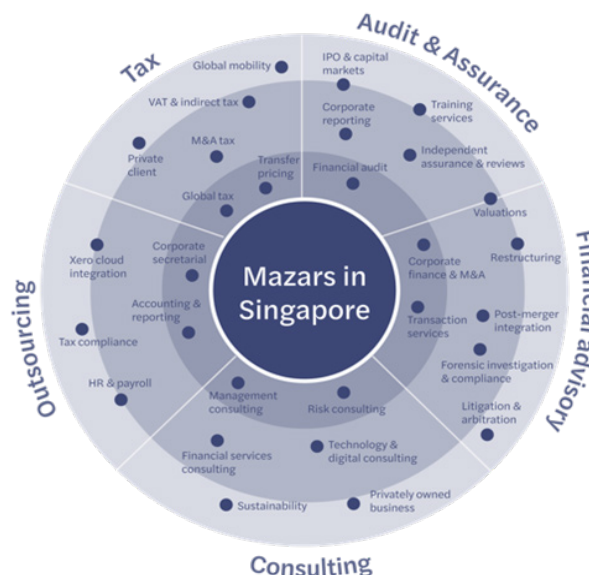 Audit & Assurance
IPO & capital
markets
Training
services
Corporate
reporting
Independent
assurance & reviews
Financial audit
Financial advisory
Valuations
Restructuring
Corporate
finance & M&A
Post-merger
integration
Transaction
services
Forensic investigation
& compliance
Litigation &
arbitration
Consulting
Risk consulting
Management
consulting
Technology &
digital consulting
Financial services
consulting
Privately owned
business
Sustainability
Outsourcing
Corporate
secretarial
Xero cloud
integration
Accounting &
reporting
Tax compliance
HR & payroll
Tax
Global mobility
VAT & indirect tax
M&A tax
Private
client
Transfer
pricing
Global tax
Mazars in
Singapore